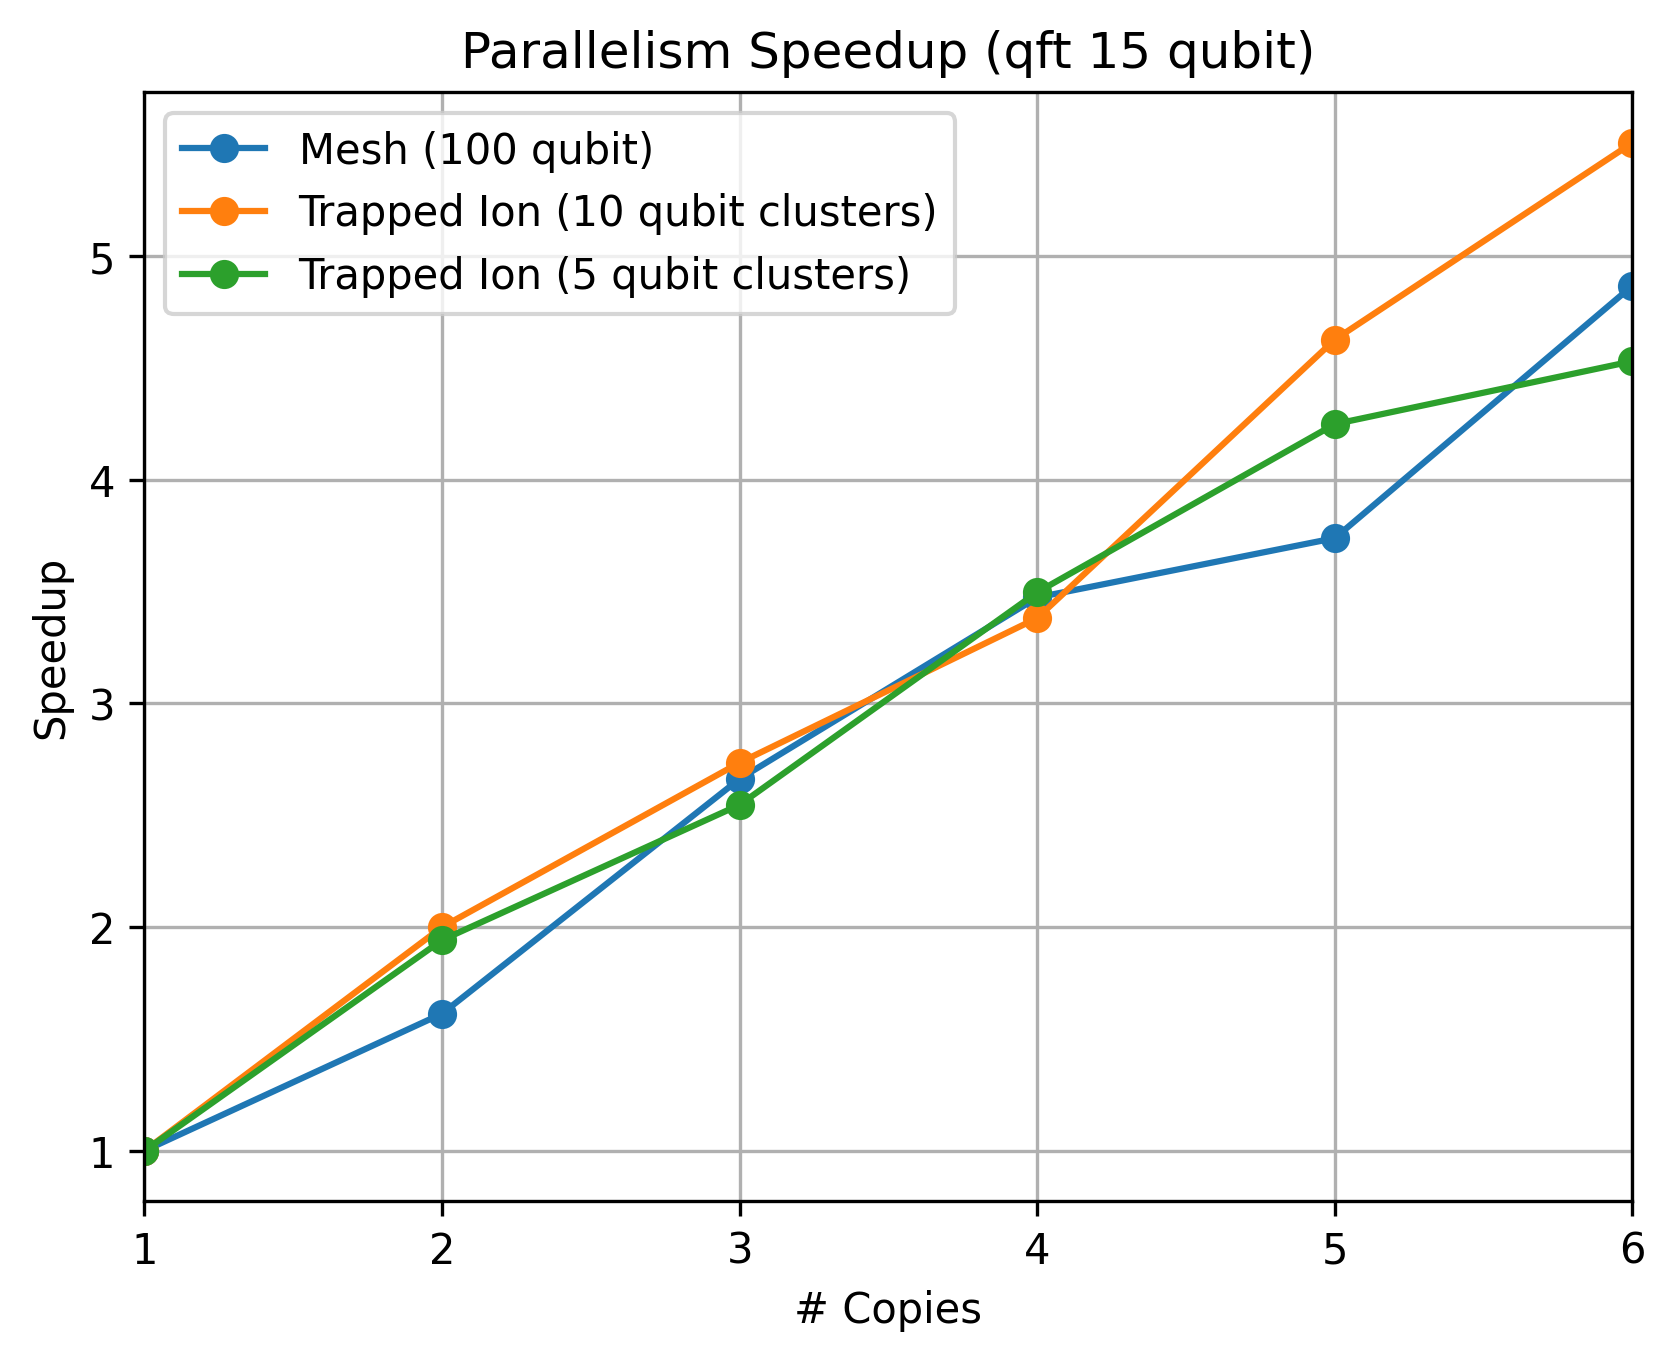 Parallelism Speedup (qft 15 qubit)
Mesh (100 qubit)
Trapped Ion (10 qubit clusters)
Trapped Ion (5 qubit clusters)
5
4
3
2
1
Speedup
1 2 3 4 5 6
# Copies